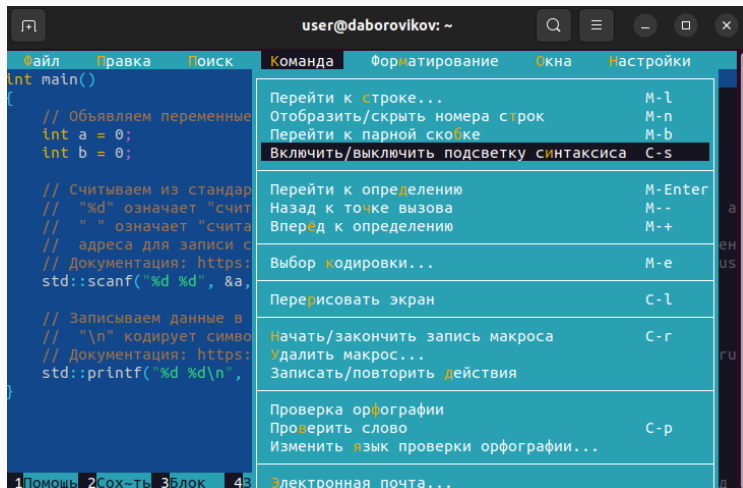 user@daborovikov: ~
Файл Правка Поиск Команда Форматирование Окна Настройки
int main()
{
// Объявляем переменные
int a = 0;
int b = 0;
// Считываем из стандар
// "%d" означает "счит
// " " означает "счита
// адреса для записи с
// Документация: https:
std::scanf("%d %d", &a,
// Записываем данные в
// "\n" кодирует симво
// Документация: https:
std::printf("%d %d\n",
}
Перейти к строке... M-l
Отобразить/скрыть номера строк M-n
Перейти к парной скобке M-b
Включить/выключить подсветку синтаксиса C-s
Перейти к определению M-Enter
Назад к точке вызова M--
Вперёд к определению M-+
Выбор кодировки... M-e
Перерисовать экран C-l
Начать/закончить запись макроса C-r
Удалить макрос...
Записать/повторить действия
Проверка орфографии
Проверить слово C-p
Изменить язык проверки орфографии...
Электронная почта...
а
ен
us
ru
1Помощь 2Сох~ть 3Блок 4З